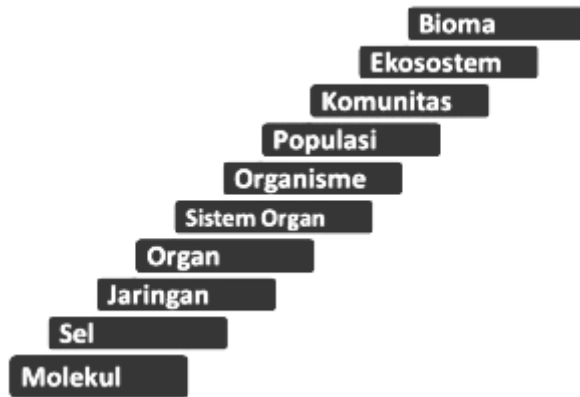 Bioma
Ekosostem
Komunitas
Populasi
Organisme
Sistem Organ
Organ
Jaringan
Sel
Molekul